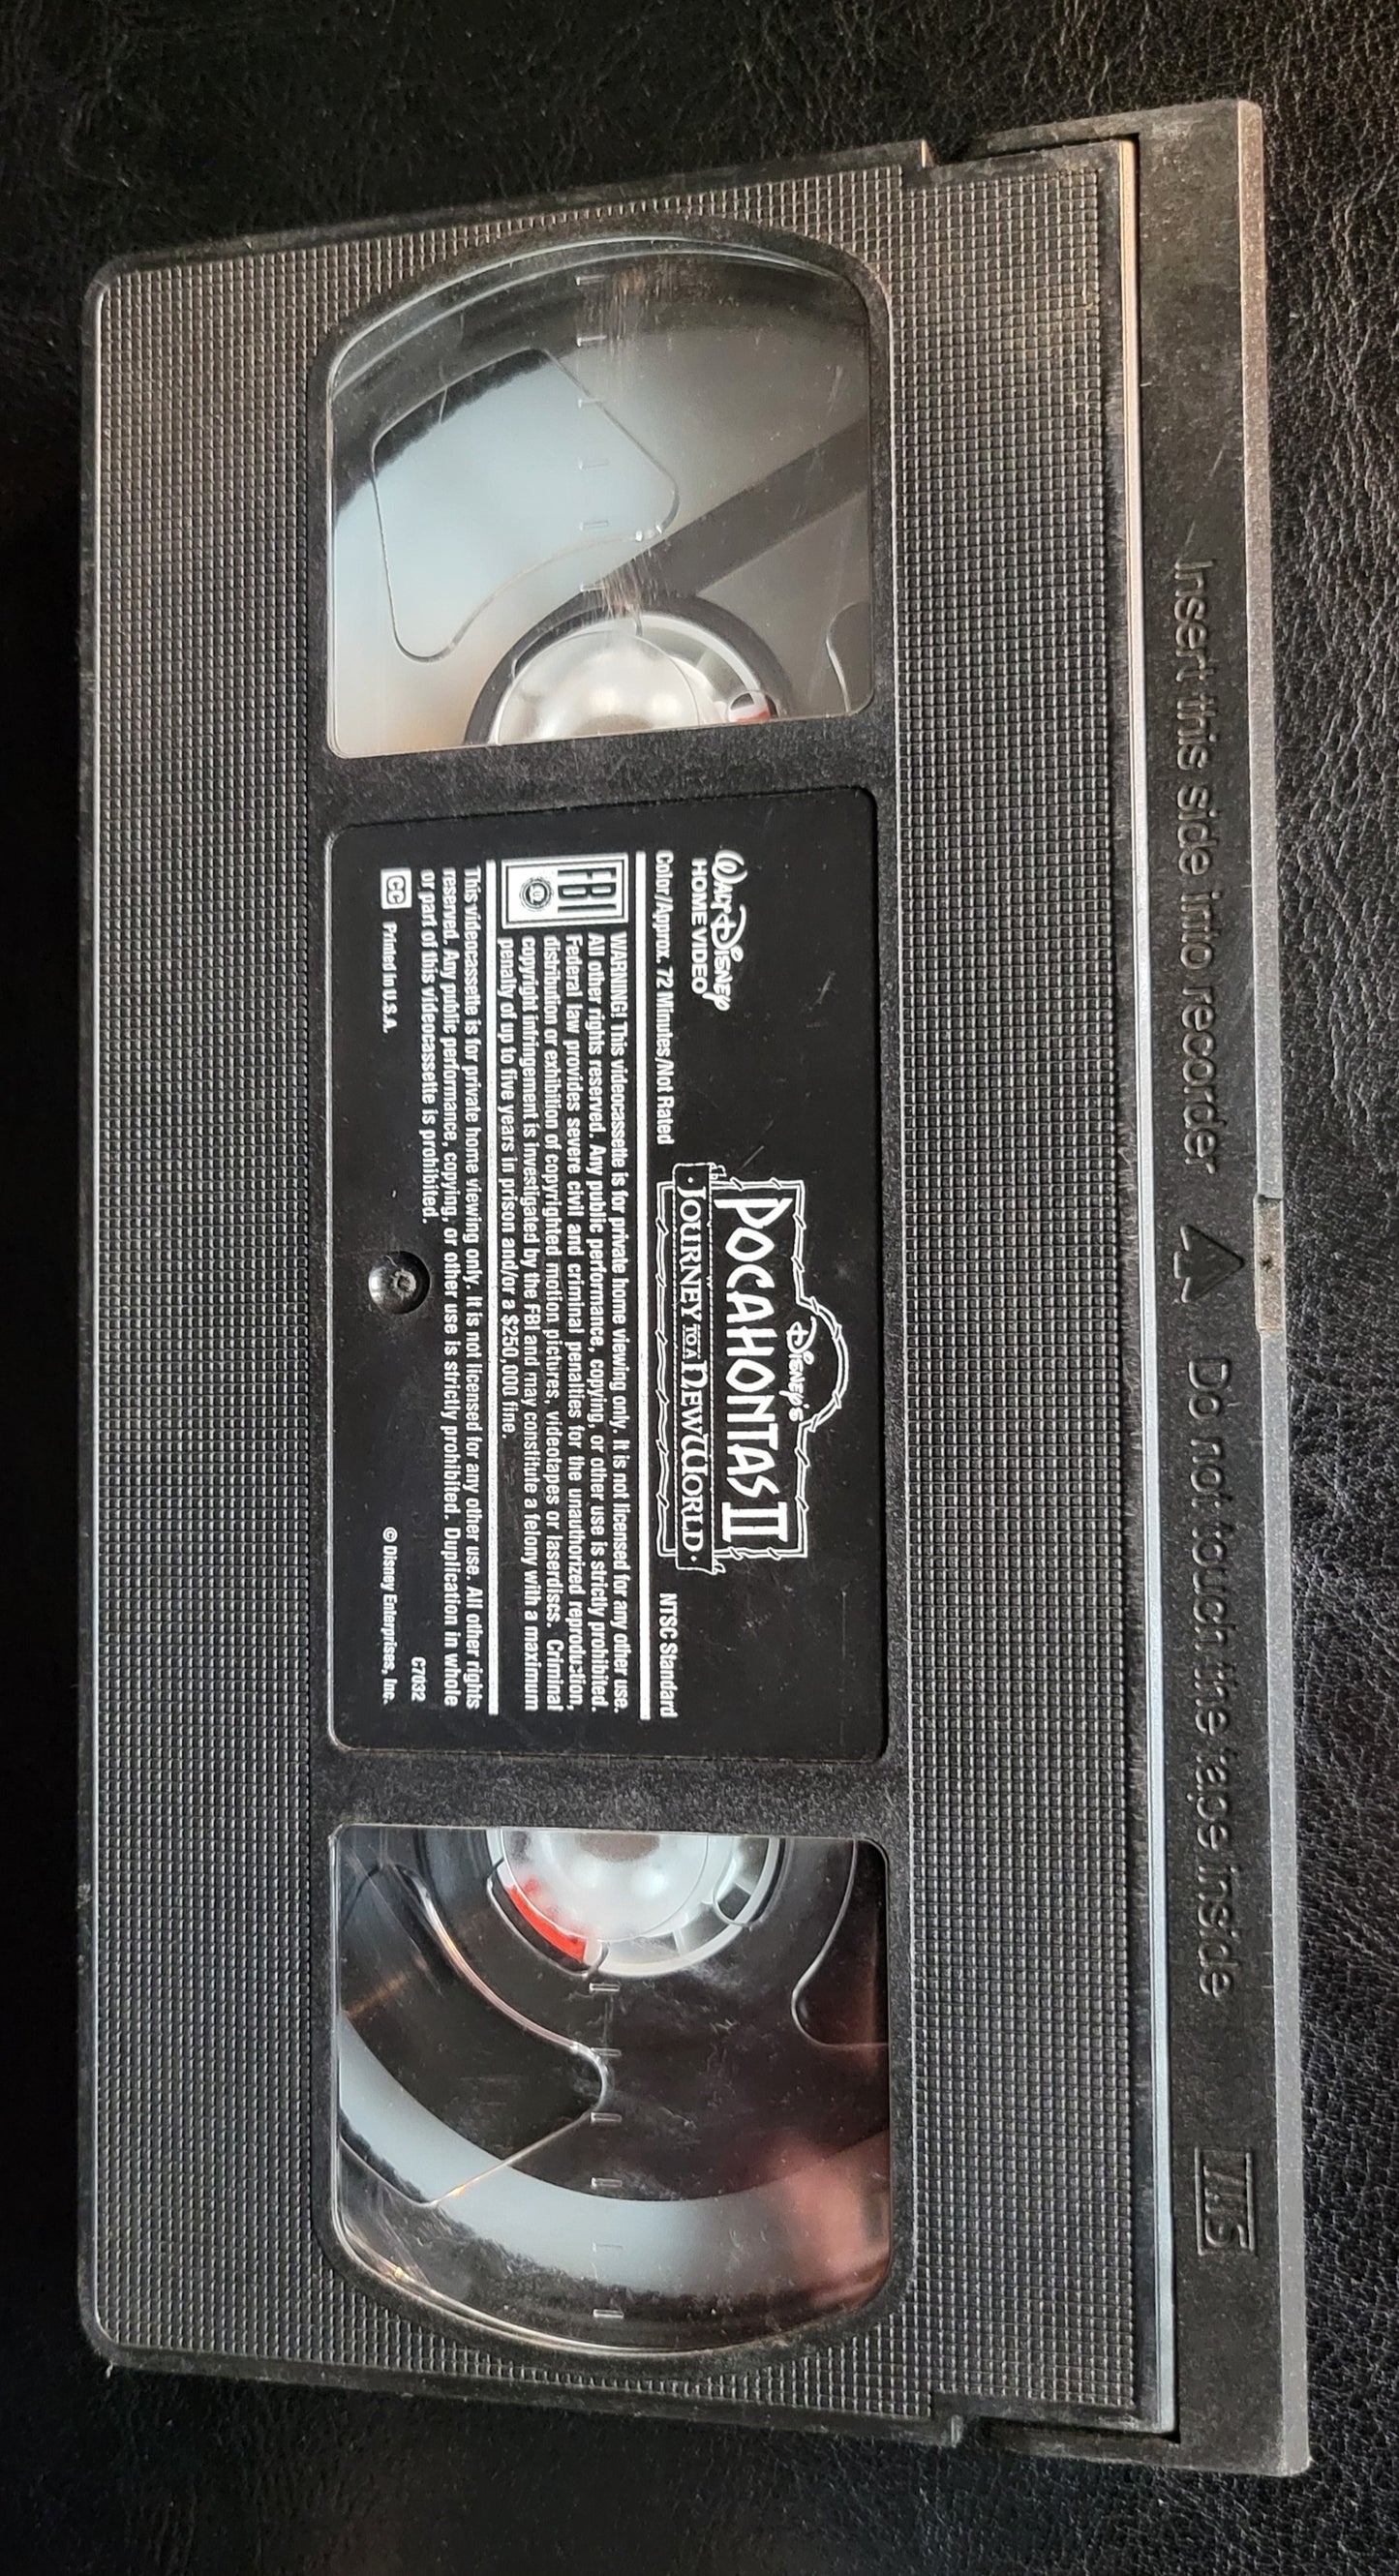 Insert this side into recorder △ Do not touch the tape inside VHS
Disney's
POCAHONTAS II
JOURNEY TO A NEW WORLD
WALT DISNEY
HOME VIDEO
Color/Approx. 72 Minutes/Not Rated
NTSC Standard
FBI
WARNING! This videocassette is for private home viewing only. It is not licensed for any other use.
All other rights reserved. Any public performance, copying, or other use is strictly prohibited.
Federal law provides severe civil and criminal penalties for the unauthorized reproduction,
distribution or exhibition of copyrighted motion pictures, videotapes or laserdiscs. Criminal
copyright infringement is investigated by the FBI and may constitute a felony with a maximum
penalty of up to five years in prison and/or a $250,000 fine.
This videocassette is for private home viewing only. It is not licensed for any other use. All other rights
reserved. Any public performance, copying, or other use is strictly prohibited. Duplication in whole
or part of this videocassette is prohibited.
C7032
CC Printed in U.S.A.
© Disney Enterprises, Inc.